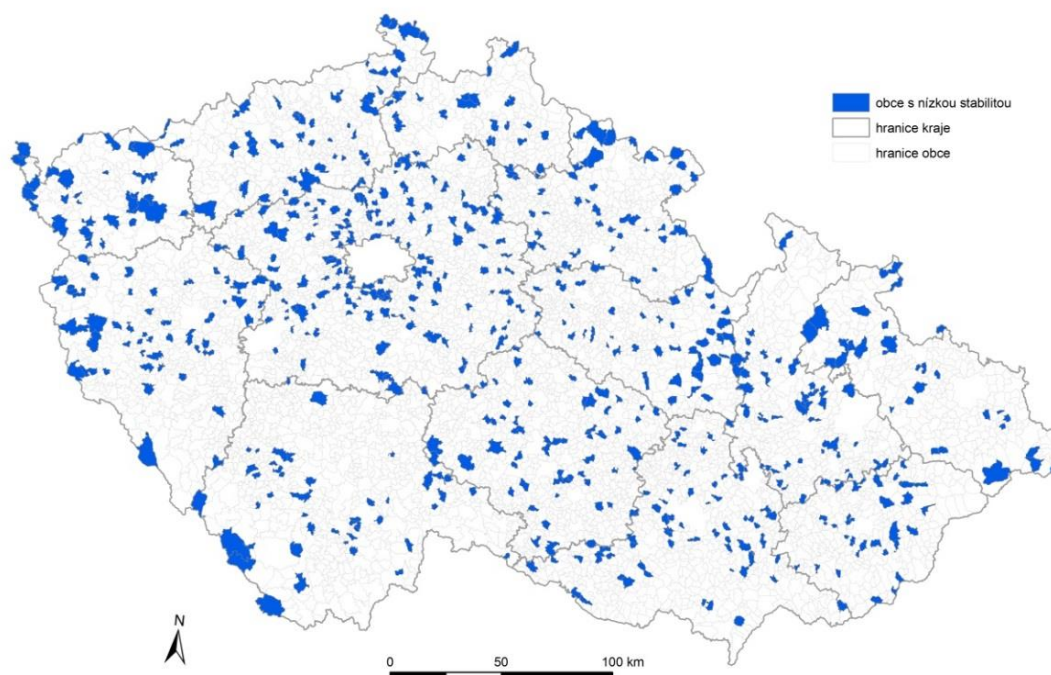 obce s nízkou stabilitou
hranice kraje
hranice obce
N
0 50 100 km